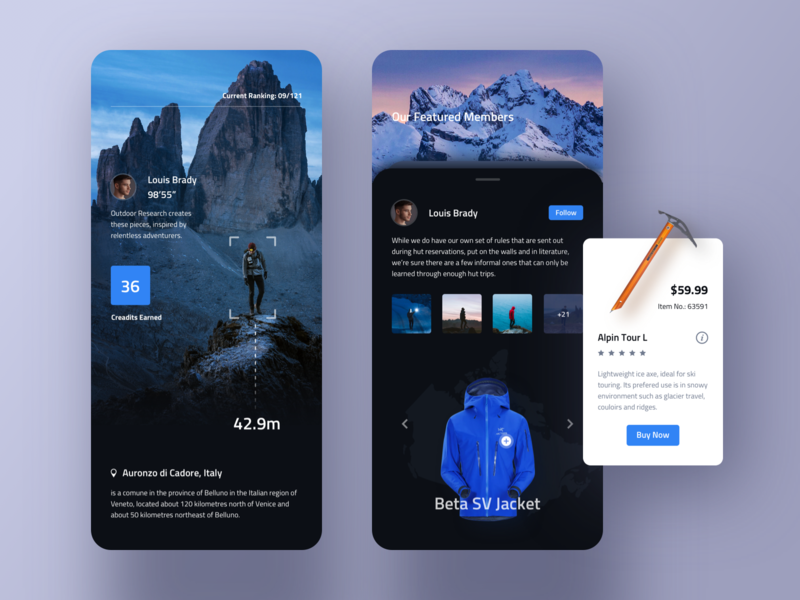 Current Ranking: 09/121
Louis Brady
98'55"
Outdoor Research creates
these pieces, inspired by
relentless adventurers.
36
Creadits Earned
42.9m
Auronzo di Cadore, Italy
is a comune in the province of Belluno in the Italian region of
Veneto, located about 120 kilometres north of Venice and
about 50 kilometres northeast of Belluno.
Our Featured Members
Louis Brady
Follow
While we do have our own set of rules that are sent out
during hut reservations, put on the walls and in literature,
we're sure there are a few informal ones that can only be
learned through enough hut trips.
+21
Beta SV Jacket
$59.99
Item No.: 63591
Alpin Tour L
Lightweight ice axe, ideal for ski
touring. Its prefered use is in snowy
environment such as glacier travel,
couloirs and ridges.
Buy Now